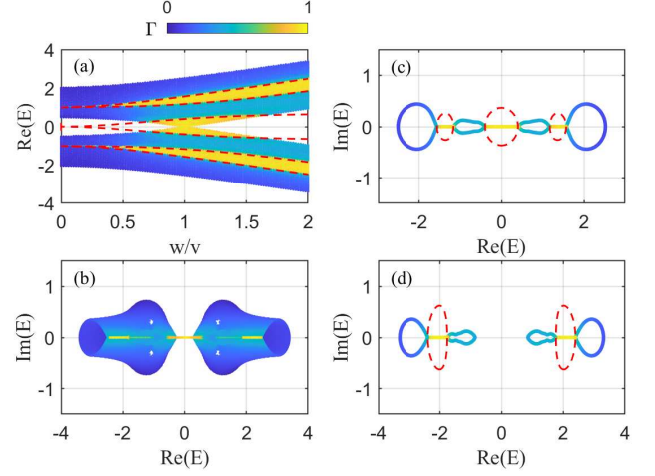 Γ 0 1
(a)
Re(E)
4
2
0
-2
-4
0 0.5 1 1.5 2
w/v
(c)
Im(E)
1
0
-1
-2 0 2
Re(E)
(b)
Im(E)
1
0
-1
-4 -2 0 2 4
Re(E)
(d)
Im(E)
1
0
-1
-4 -2 0 2 4
Re(E)